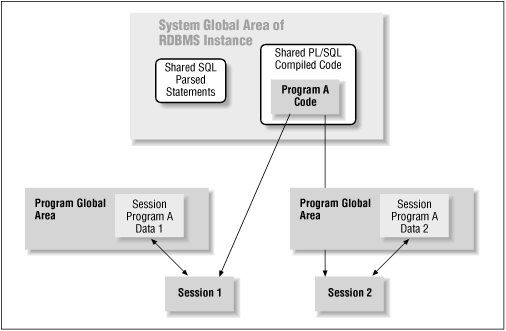 System Global Area of
RDBMS Instance
Shared SQL
Parsed
Statements
Shared PL/SQL
Compiled Code
Program A
Code
Program Global
Area
Session
Program A
Data 1
Program Global
Area
Session
Program A
Data 2
Session 1
Session 2